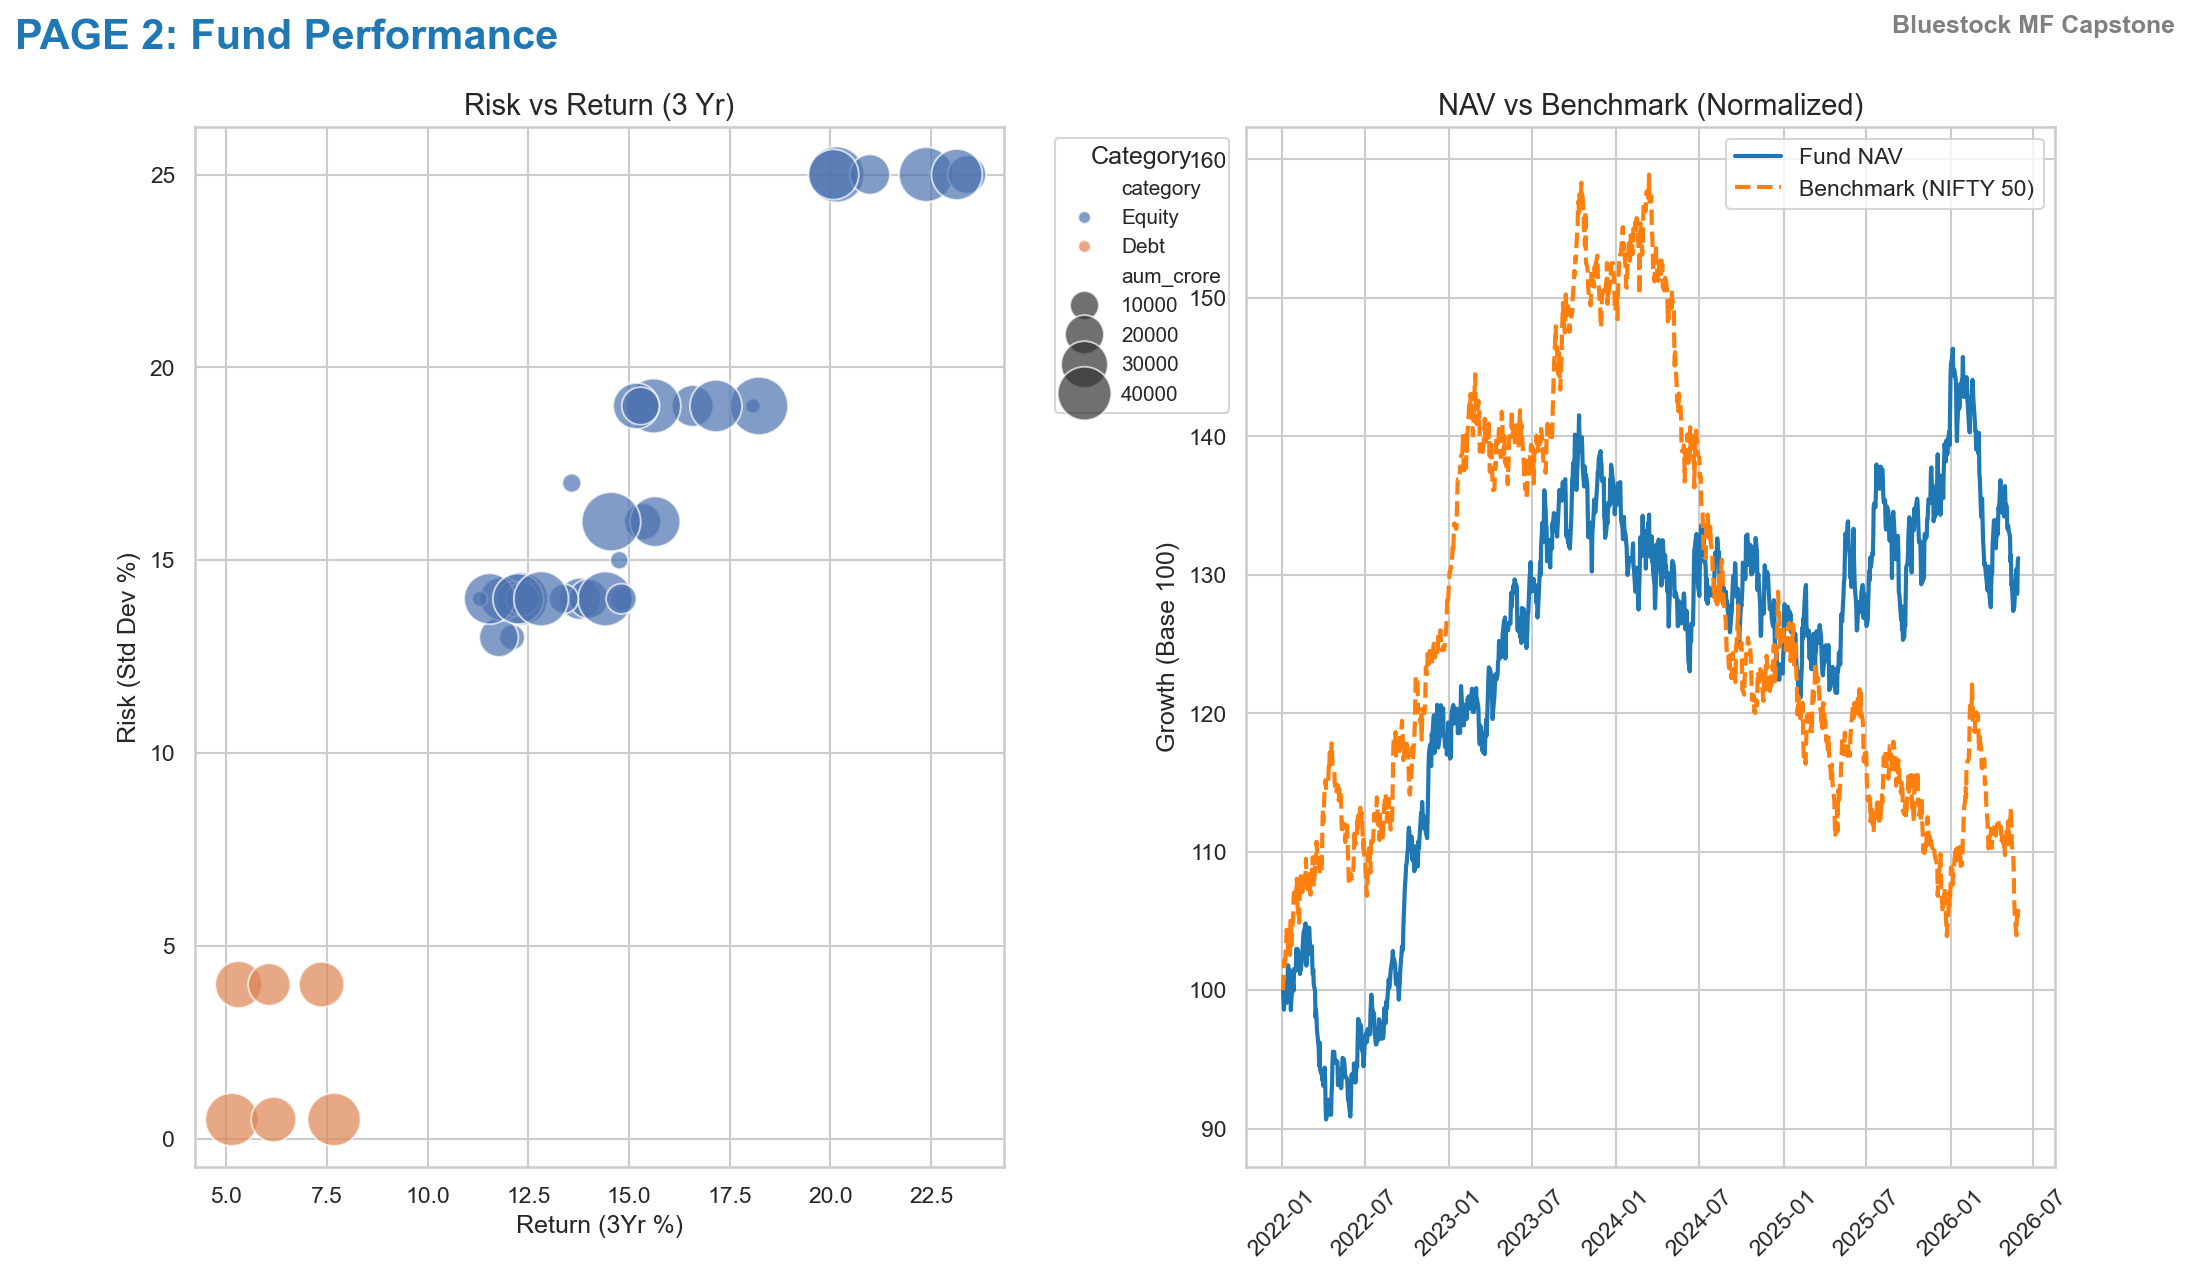 PAGE 2: Fund Performance
Bluestock MF Capstone
Risk vs Return (3 Yr)
25
20
15
10
5
0
Risk (Std Dev %)
5.0 7.5 10.0 12.5 15.0 17.5 20.0 22.5
Return (3Yr %)
Category
category
Equity
Debt
aum_crore
10000
20000
30000
40000
NAV vs Benchmark (Normalized)
Fund NAV
Benchmark (NIFTY 50)
160
150
140
130
120
110
100
90
Growth (Base 100)
2022-01 2022-07 2023-01 2023-07 2024-01 2024-07 2025-01 2025-07 2026-01 2026-07